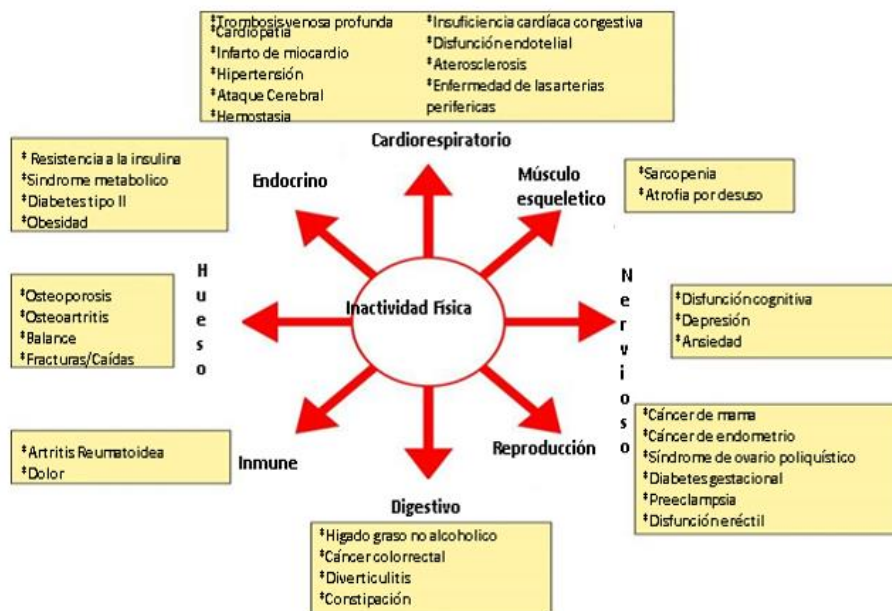 ‡Trombosis venosa profunda
‡Cardiopatía
‡Infarto de miocardio
‡Hipertensión
‡Ataque Cerebral
‡Hemostasia
‡Insuficiencia cardíaca congestiva
‡Disfunción endotelial
‡Aterosclerosis
‡Enfermedad de las arterias
perifericas
Cardiorespiratorio
‡ Resistencia a la insulina
‡Sindrome metabolico
‡Diabetes tipo II
‡Obesidad
Endocrino
Músculo
esqueletico
‡Sarcopenia
‡Atrofia por desuso
‡Osteoporosis
‡Osteoartritis
‡Balance
‡Fracturas/Caídas
Hueso
Inactividad Física
Nervioso
‡Disfunción cognitiva
‡Depresión
‡Ansiedad
‡Artritis Reumatoidea
‡Dolor
Inmune
Reproducción
‡Cáncer de mama
‡Cáncer de endometrio
‡Síndrome de ovario poliquístico
‡Diabetes gestacional
‡Preeclampsia
‡Disfunción eréctil
Digestivo
‡Higado graso no alcoholico
‡Cáncer colorrectal
‡Diverticulitis
‡Constipación